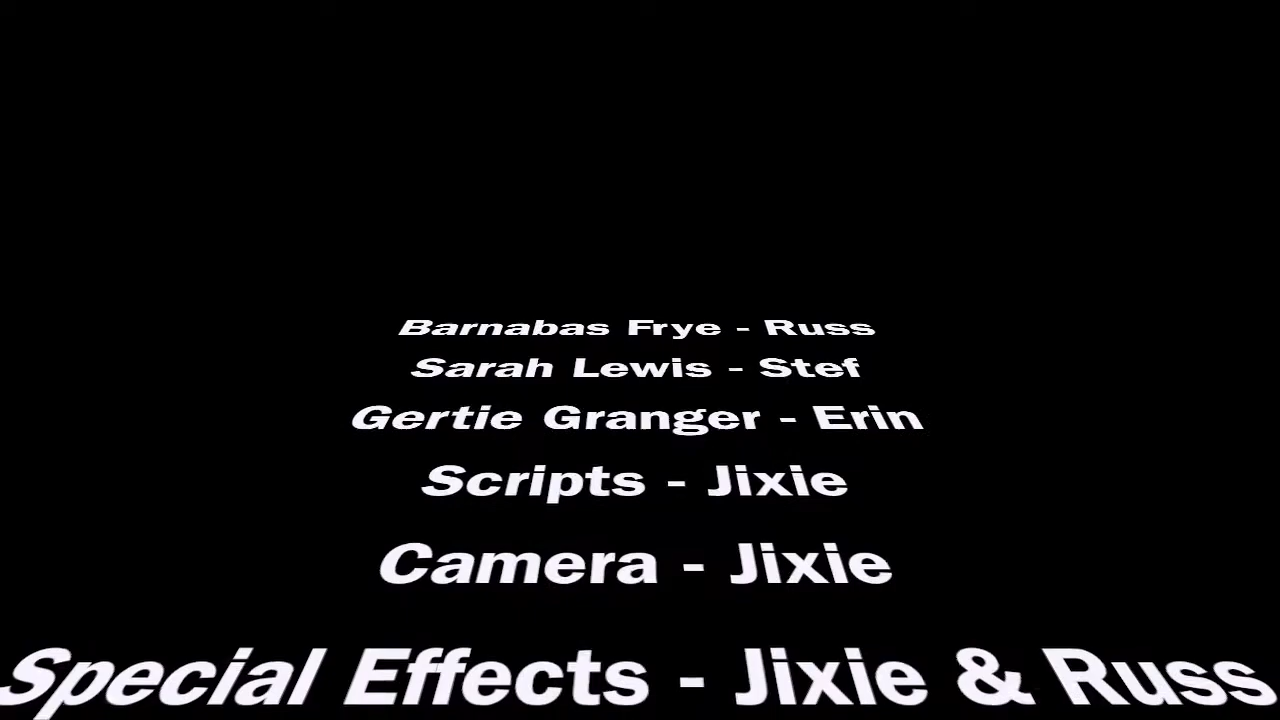 Barnabas Frye - Russ
Sarah Lewis - Stef
Gertie Granger - Erin
Scripts - Jixie
Camera - Jixie
Special Effects - Jixie & Russ